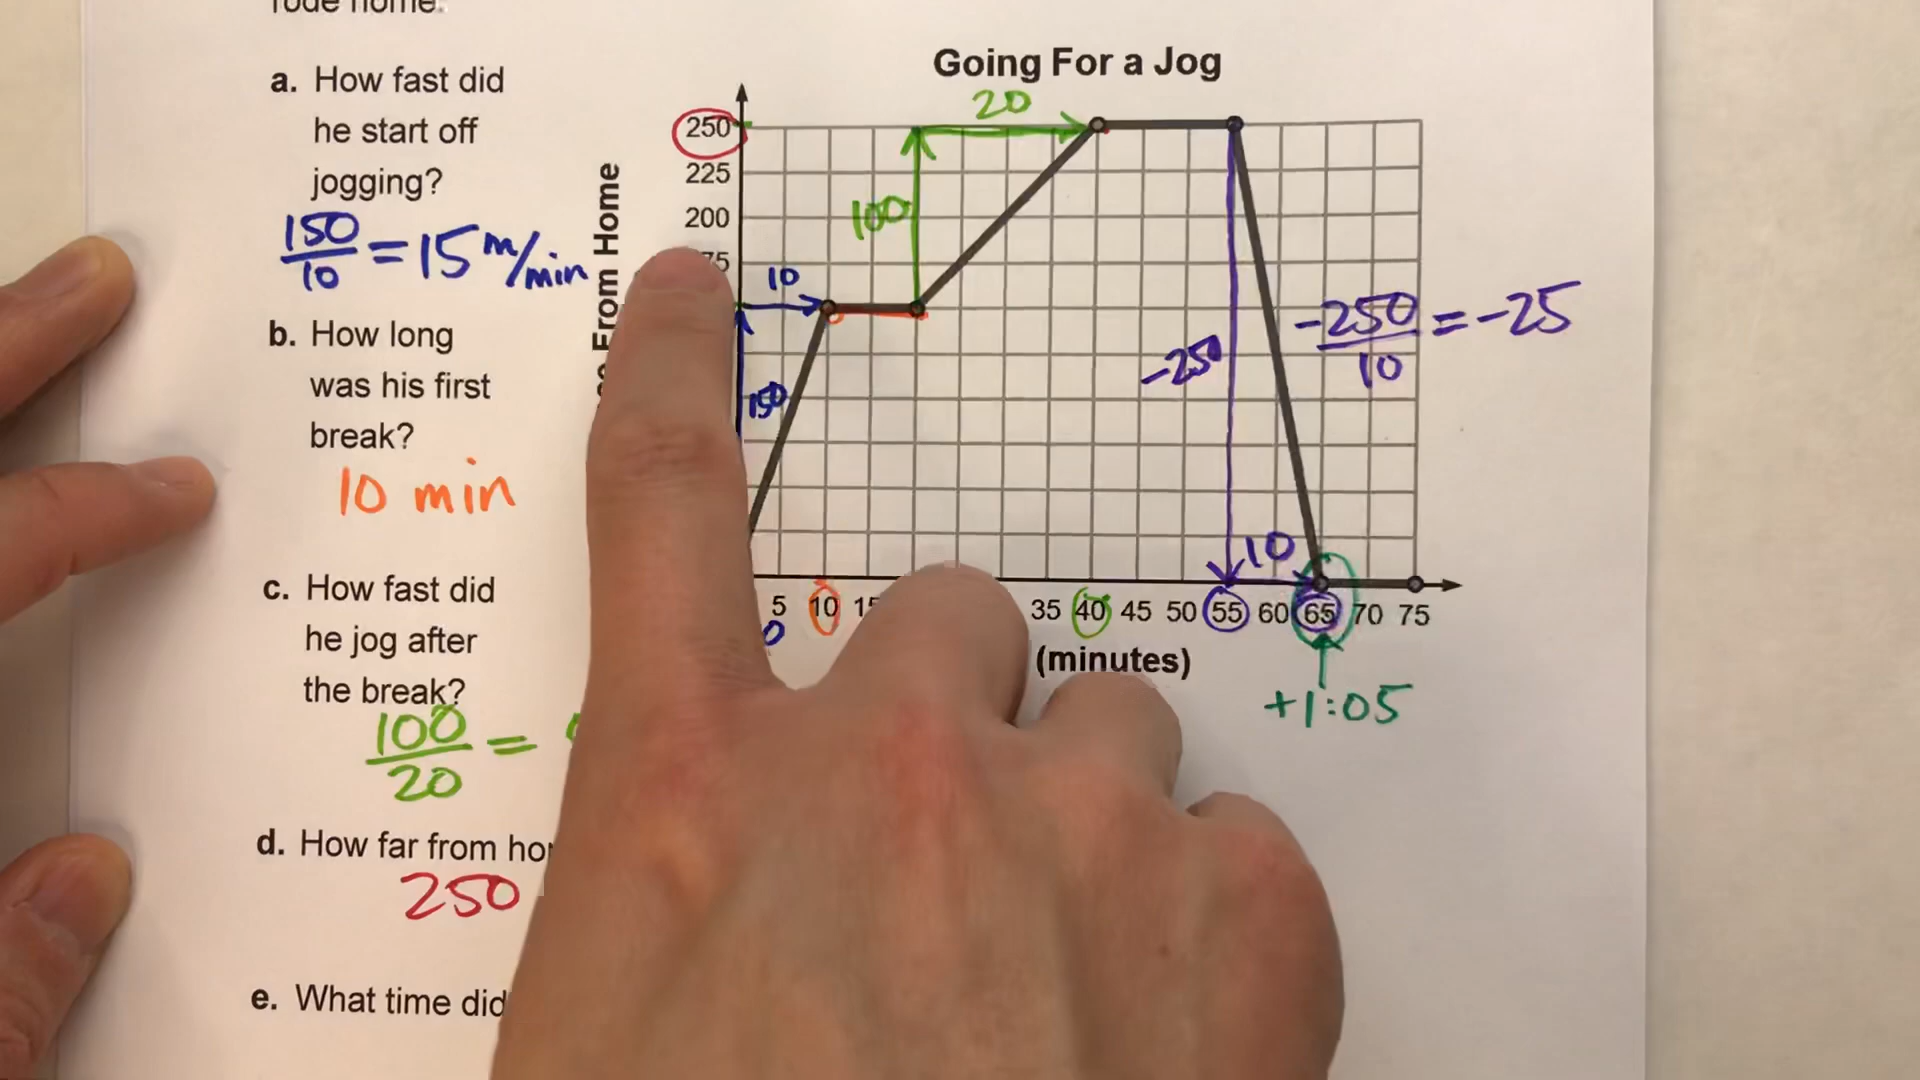 rode home.
a. How fast did
he start off
jogging?
150/10 = 15 m/min
b. How long
was his first
break?
10 min
c. How fast did
he jog after
the break?
100/20 =
d. How far from
250
e. What time did
Going For a Jog
From Home
250
225
200
75
20
100
10
150
-250
10
-250/10 = -25
5 10 15 35 40 45 50 55 60 65 70 75
0
(minutes)
+1:05